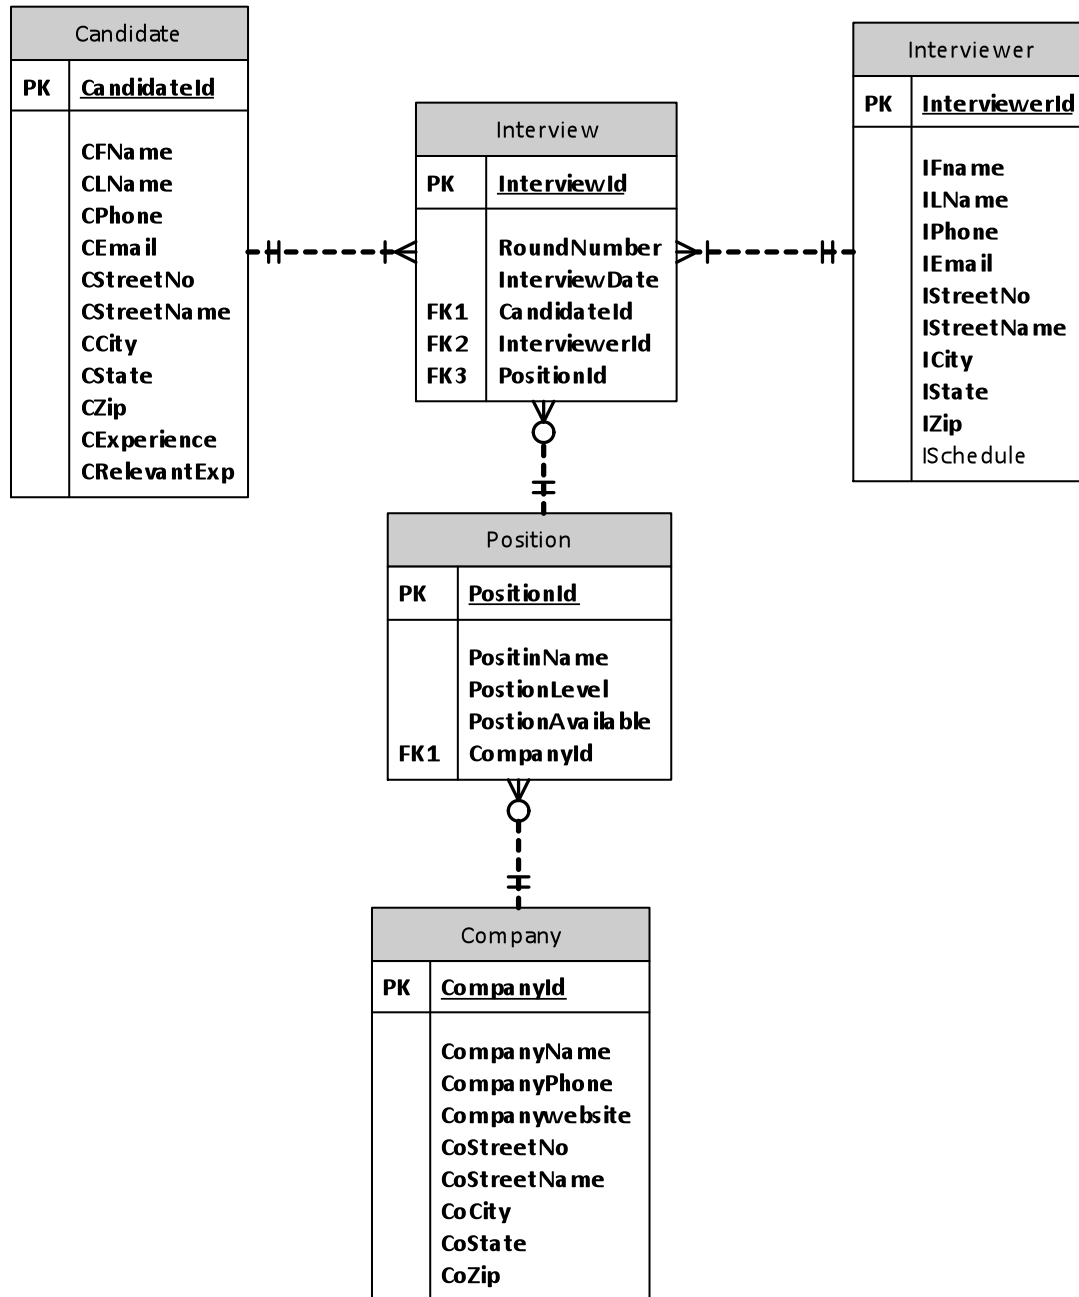 Candidate
PK CandidateId
CFName
CLName
CPhone
CEmail
CStreetNo
CStreetName
CCity
CState
CZip
CExperience
CRelevantExp
Interview
PK InterviewId
RoundNumber
InterviewDate
FK1 CandidateId
FK2 InterviewerId
FK3 PositionId
Interviewer
PK InterviewerId
IFname
ILName
IPhone
IEmail
IStreetNo
IStreetName
ICity
IState
IZip
ISchedule
Position
PK PositionId
PositinName
PostionLevel
PostionAvailable
FK1 CompanyId
Company
PK CompanyId
CompanyName
CompanyPhone
Companywebsite
CoStreetNo
CoStreetName
CoCity
CoState
CoZip